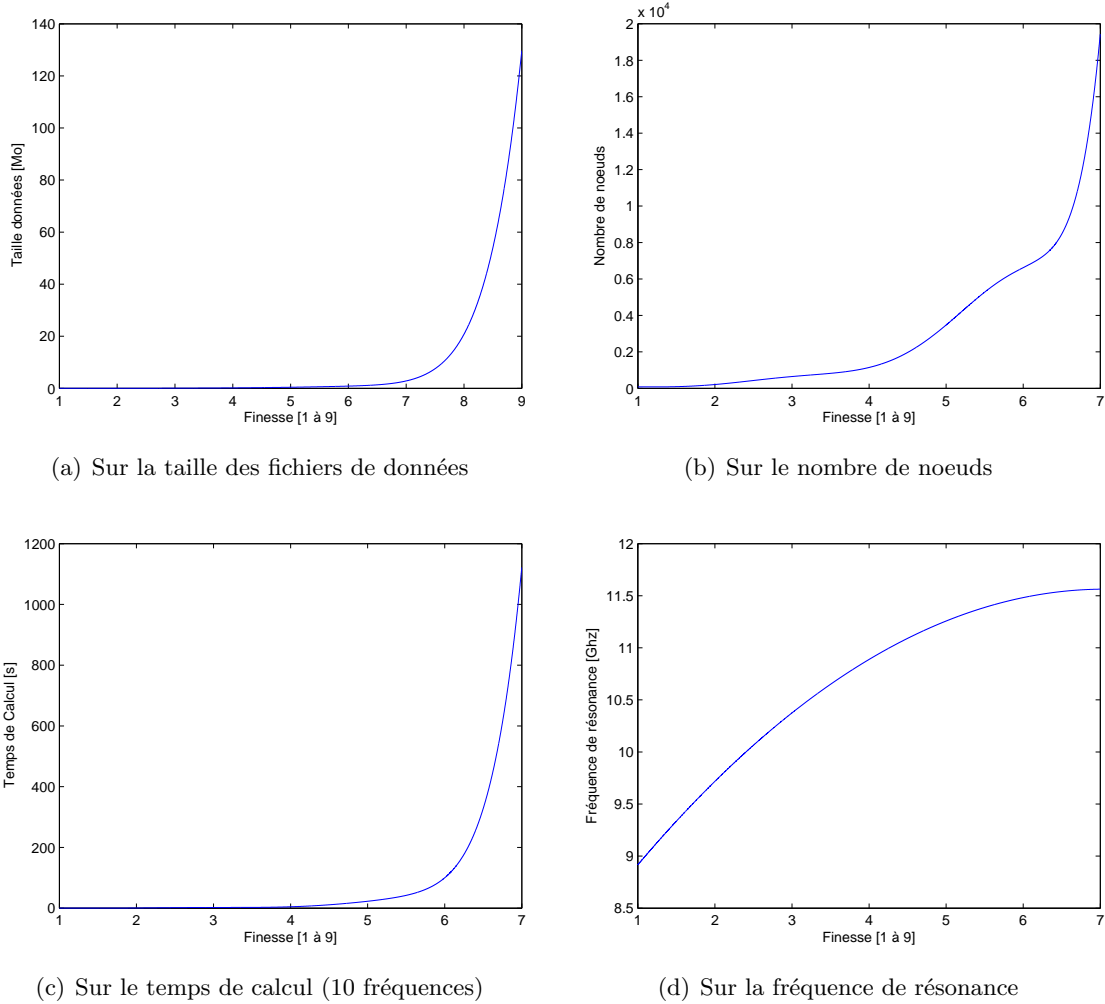 140
120
100
80
60
40
20
0
Taille données [Mo]
1 2 3 4 5 6 7 8 9
Finesse [1 à 9]
(a) Sur la taille des fichiers de données
x 10^4
2
1.8
1.6
1.4
1.2
1
0.8
0.6
0.4
0.2
0
Nombre de noeuds
1 2 3 4 5 6 7
Finesse [1 à 9]
(b) Sur le nombre de noeuds
1200
1000
800
600
400
200
0
Temps de Calcul [s]
1 2 3 4 5 6 7
Finesse [1 à 9]
(c) Sur le temps de calcul (10 fréquences)
12
11.5
11
10.5
10
9.5
9
8.5
Fréquence de résonance [Ghz]
1 2 3 4 5 6 7
Finesse [1 à 9]
(d) Sur la fréquence de résonance